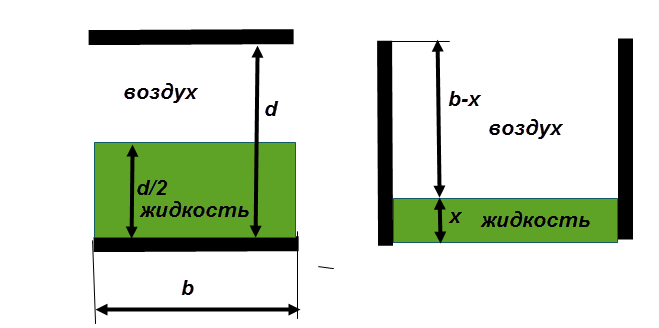 воздух
d
d/2
жидкость
b
b-x
воздух
x
жидкость